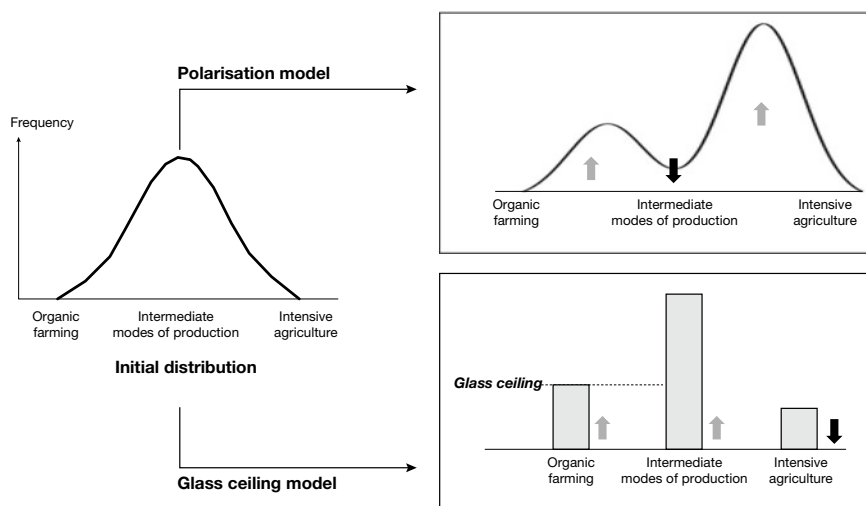 Polarisation model
Frequency
Organic
farming
Intermediate
modes of production
Intensive
agriculture
Initial distribution
Organic
farming
Intermediate
modes of production
Intensive
agriculture
Glass ceiling
Organic
farming
Intermediate
modes of production
Intensive
agriculture
Glass ceiling model